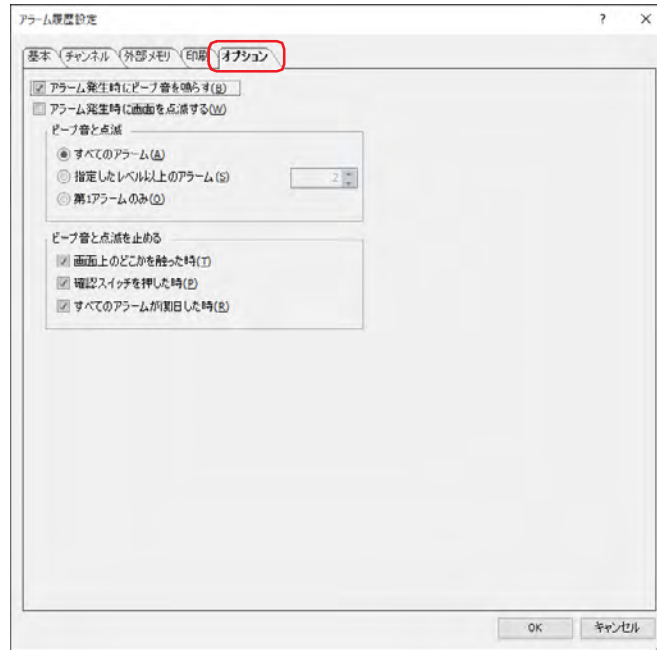 アラーム履歴設定 ? ×
基本 チャンネル 外部メモリ 印刷 オプション
アラーム発生時にビープ音を鳴らす(B)
アラーム発生時に画面を点滅する(W)
ビープ音と点滅
すべてのアラーム(A)
指定したレベル以上のアラーム(S) 2
第1アラームのみ(O)
ビープ音と点滅を止める
画面上のどこかを触った時(T)
確認スイッチを押した時(P)
すべてのアラームが復旧した時(R)
OK キャンセル